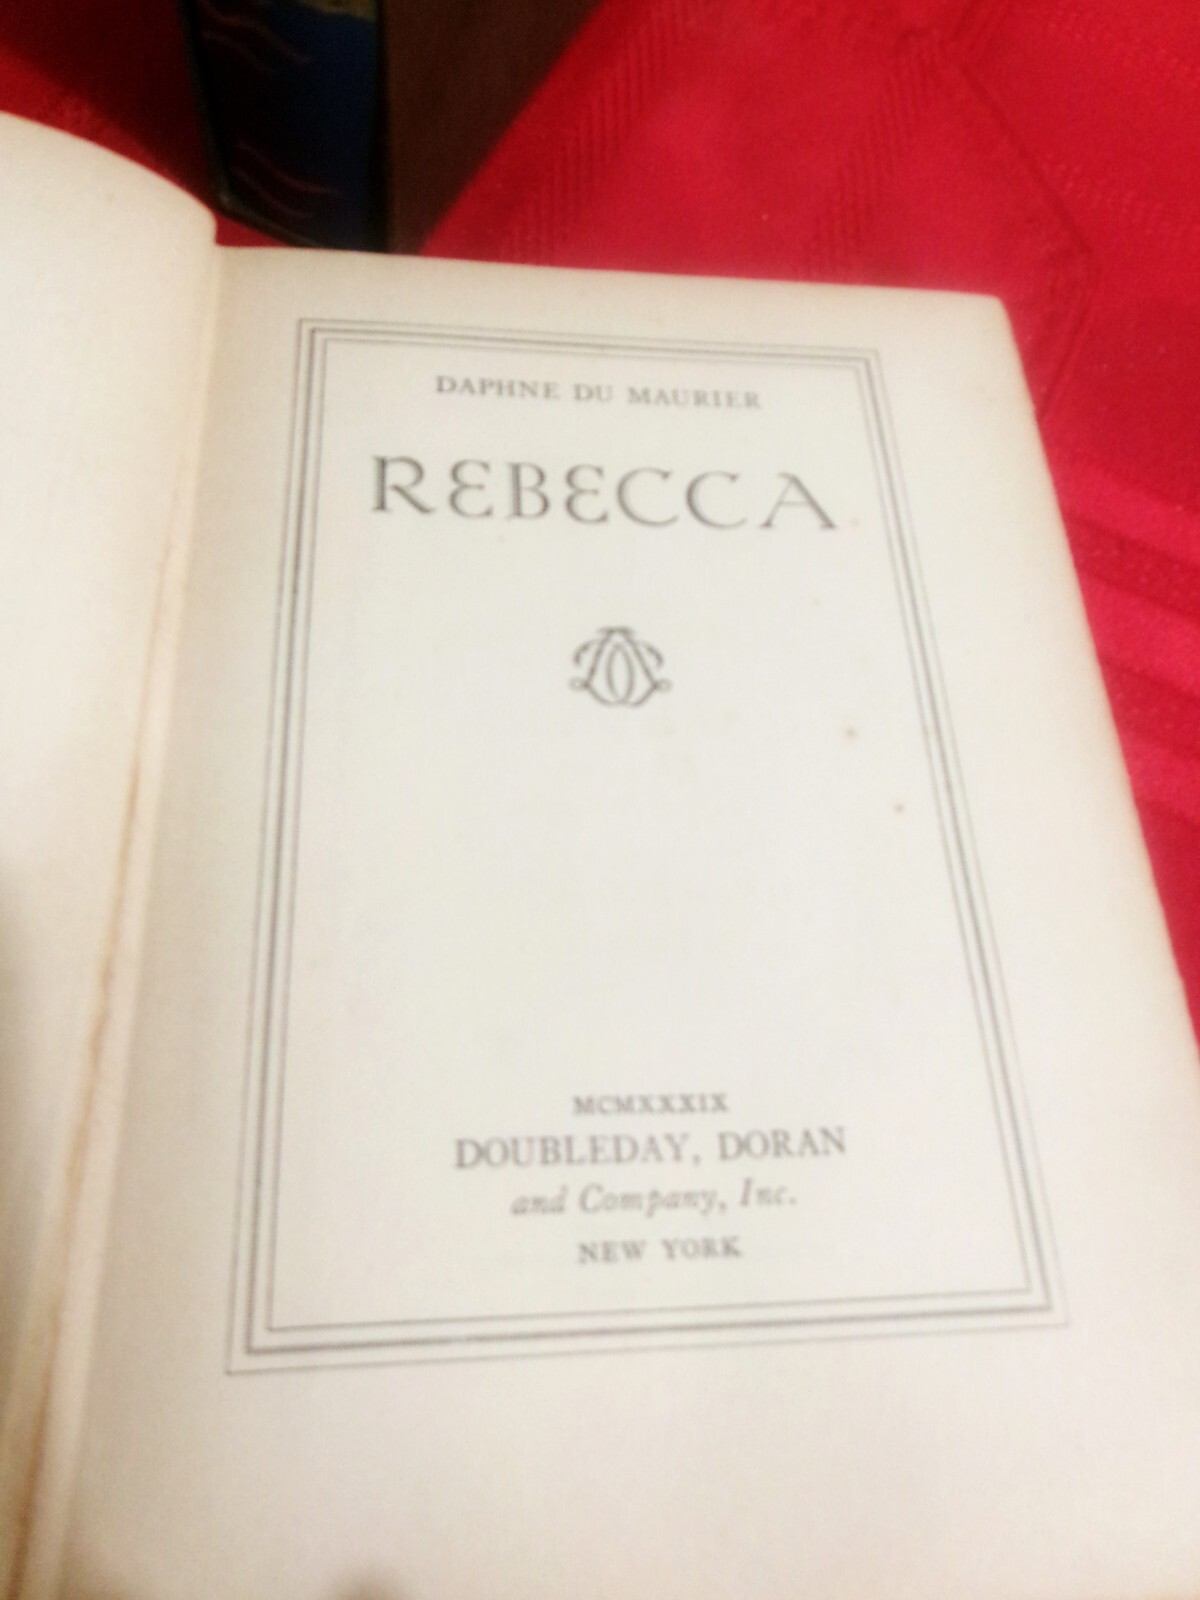 DAPHNE DU MAURIER
REBECCA
MCMXXXIX
DOUBLEDAY, DORAN
and Company, Inc.
NEW YORK